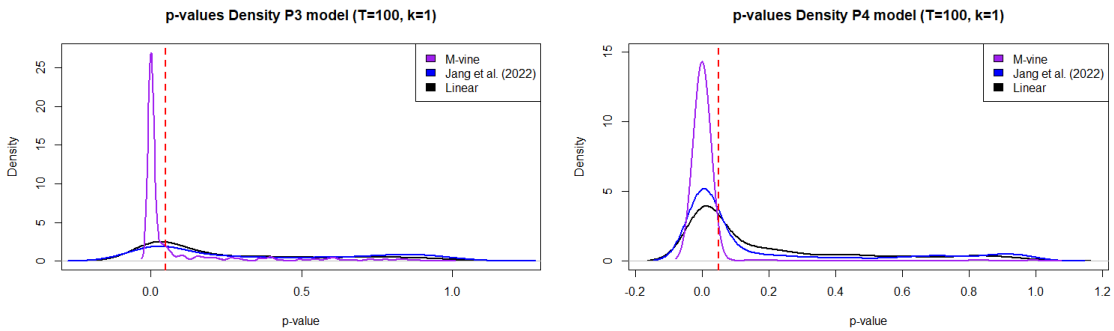 p-values Density P3 model (T=100, k=1)
Density
0
5
10
15
20
25
M-vine
Jang et al. (2022)
Linear
0.0
0.5
1.0
p-value
p-values Density P4 model (T=100, k=1)
Density
0
5
10
15
M-vine
Jang et al. (2022)
Linear
-0.2
0.0
0.2
0.4
0.6
0.8
1.0
1.2
p-value